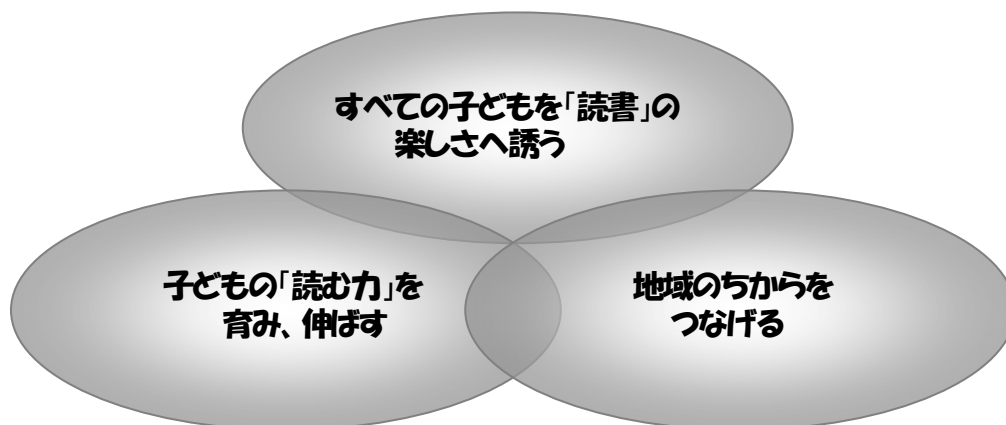 すべての子どもを「読書」の
楽しさへ誘う
子どもの「読む力」を
育み、伸ばす
地域のちからを
つなげる